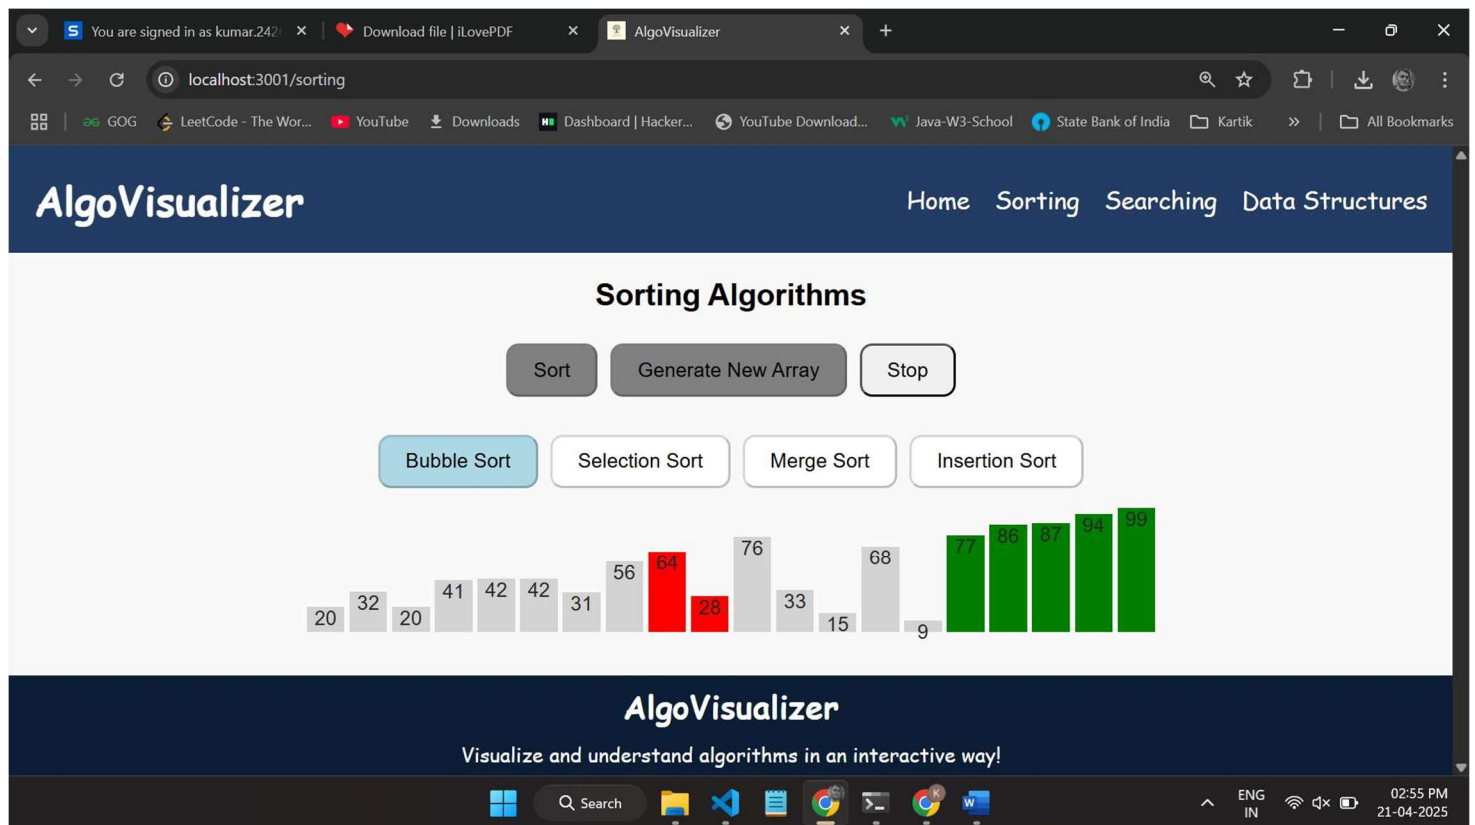 You are signed in as kumar.242
Download file | iLovePDF
AlgoVisualizer
localhost:3001/sorting
GOG LeetCode - The Wor... YouTube Downloads Dashboard | Hacker... YouTube Download... Java-W3-School State Bank of India Kartik » All Bookmarks
AlgoVisualizer Home Sorting Searching Data Structures
Sorting Algorithms
Sort Generate New Array Stop
Bubble Sort Selection Sort Merge Sort Insertion Sort
20 32 20 41 42 42 31 56 64 28 76 33 15 68 9 77 86 87 94 99
AlgoVisualizer
Visualize and understand algorithms in an interactive way!
Search
ENG
IN
02:55 PM
21-04-2025